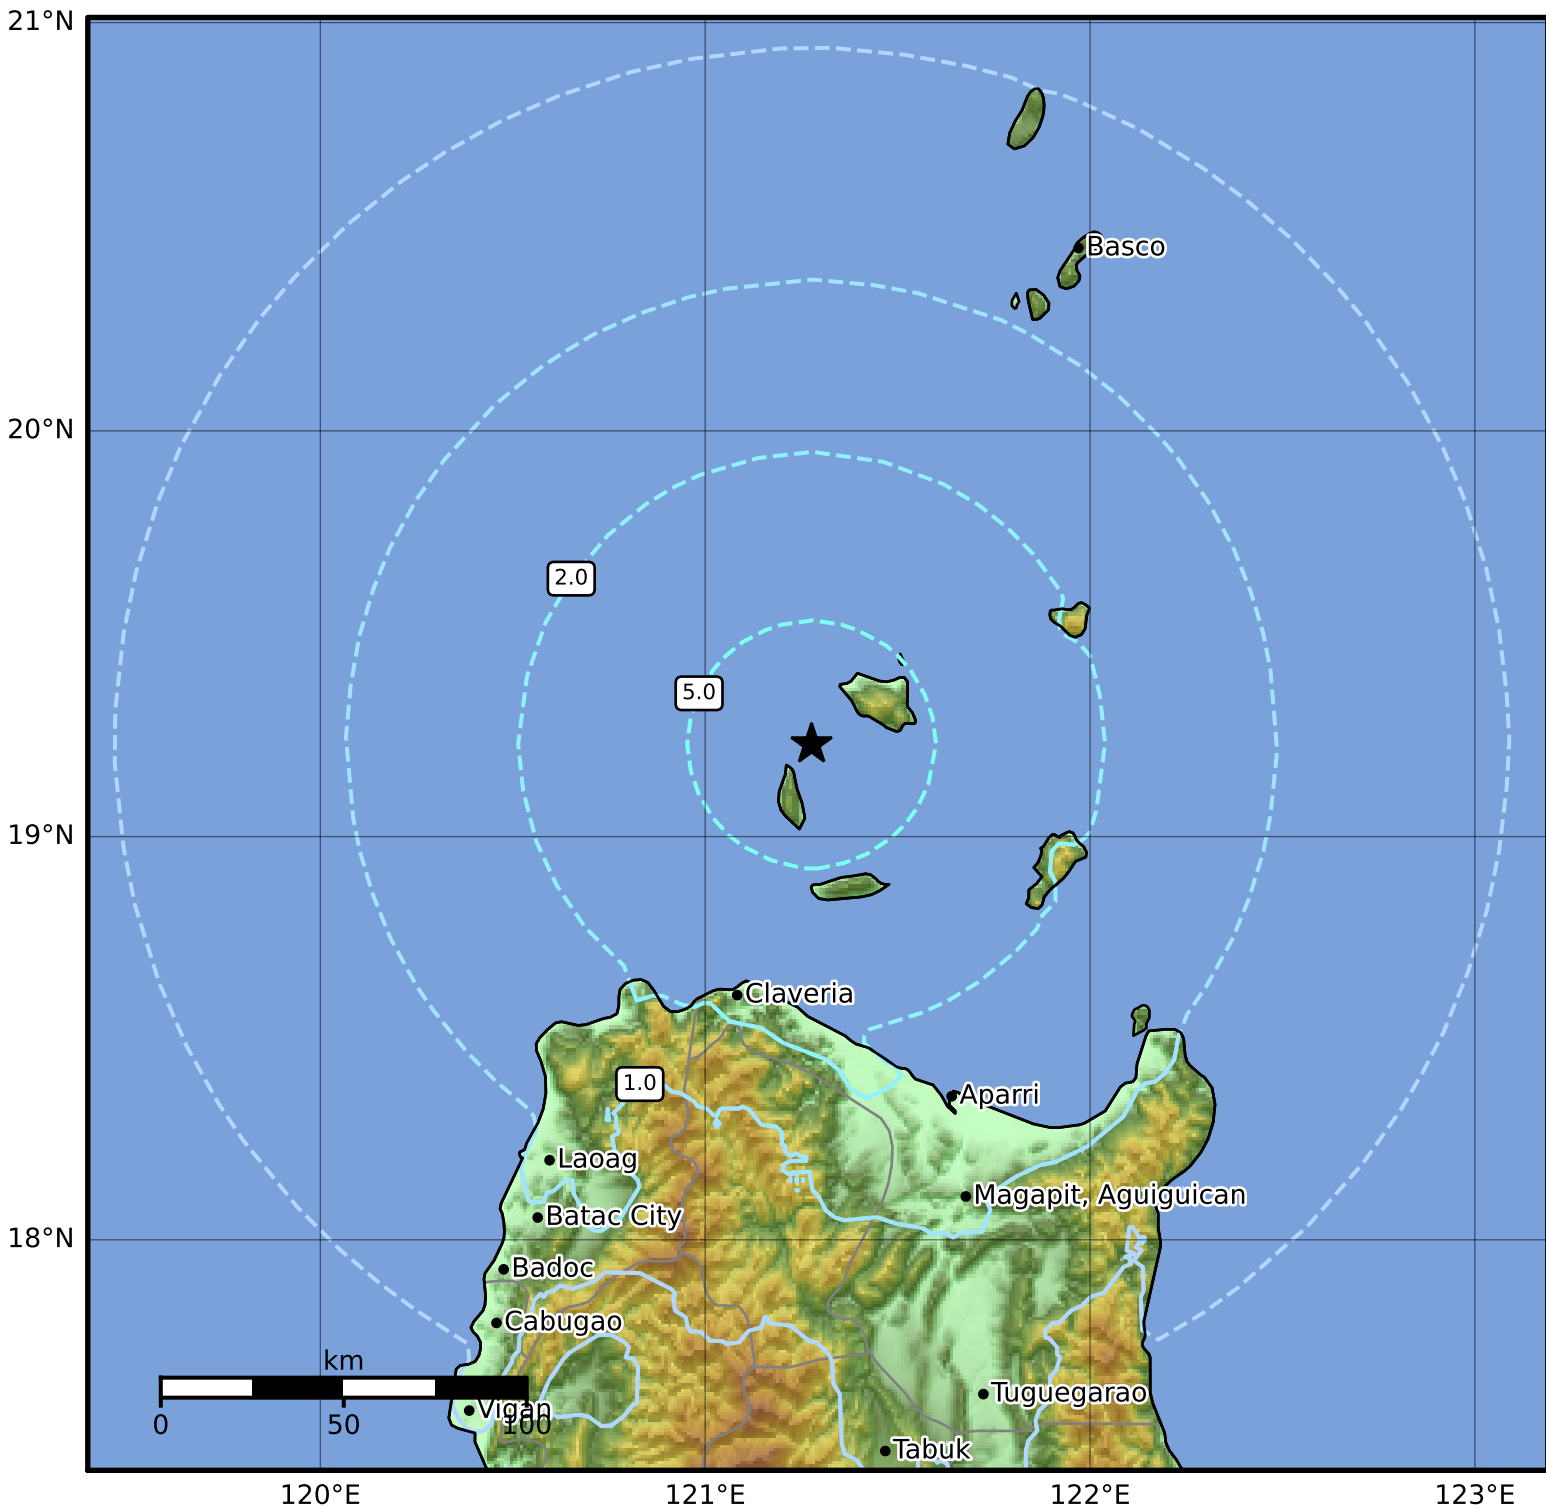 21°N
Basco
20°N
2.0
5.0
19°N
Claveria
1.0
Aparri
Laoag
Magapit, Aguiguican
Batac City
18°N
Badoc
Cabugao
km
Tuguegarao
Vigan
0 50 100
Tabuk
120°E 121°E 122°E 123°E